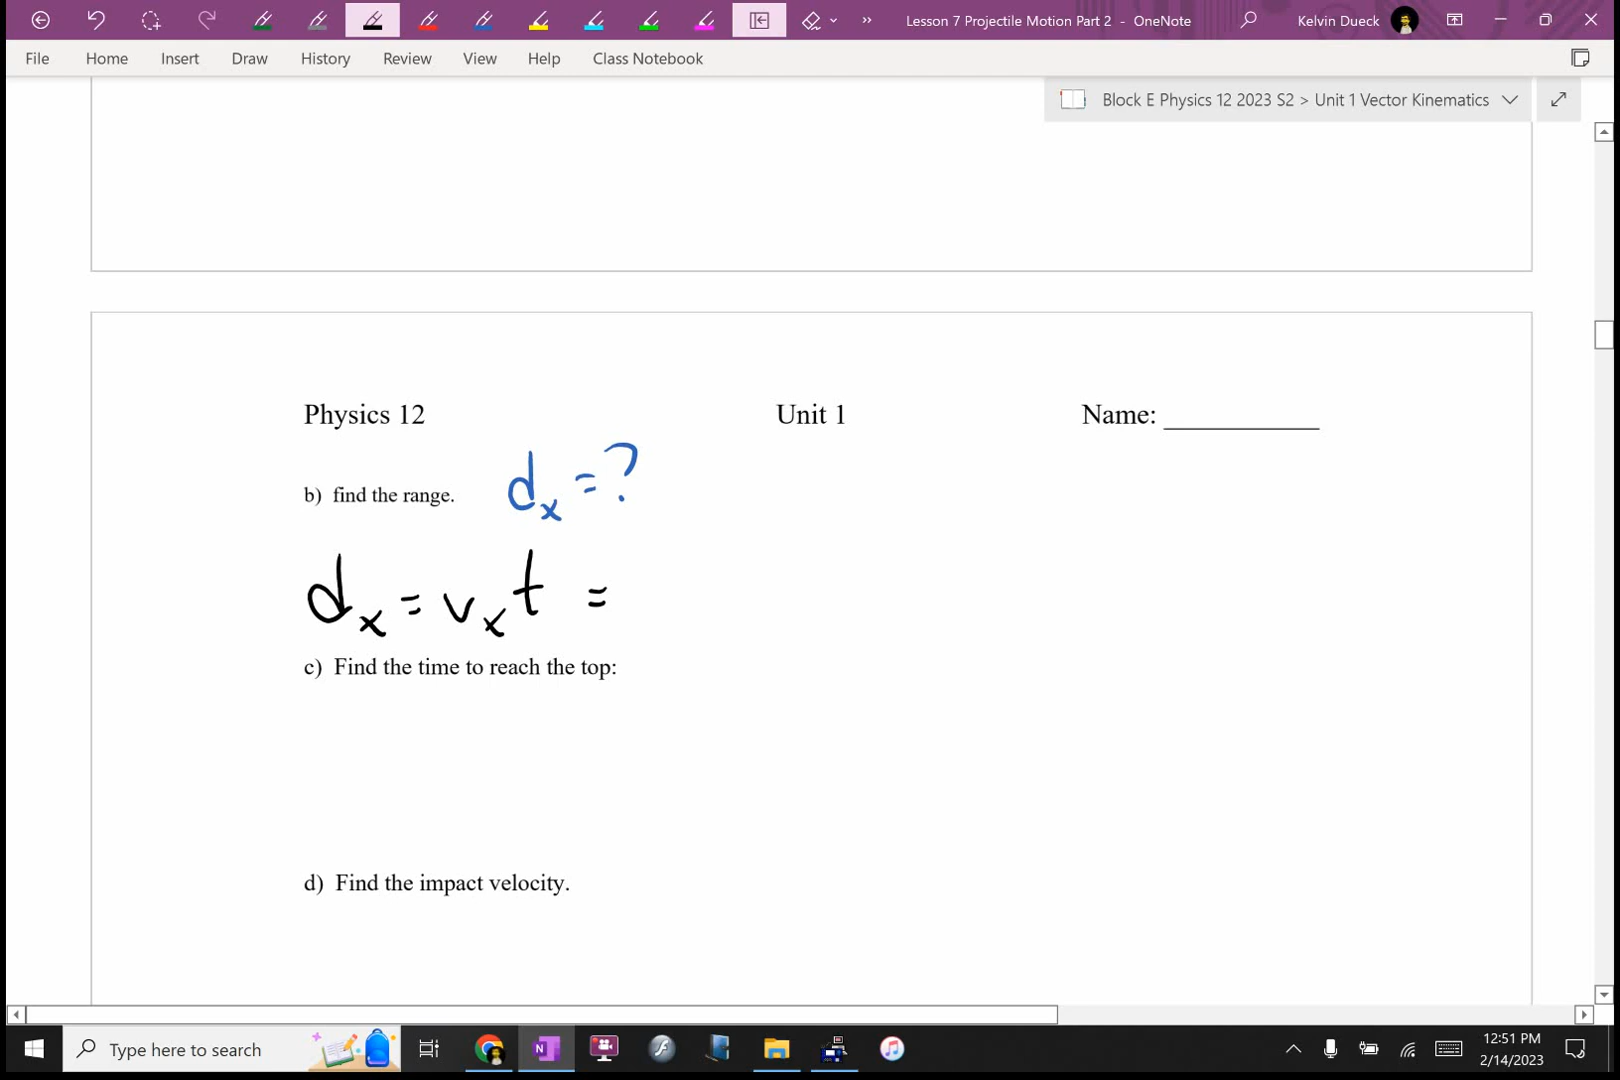 Lesson 7 Projectile Motion Part 2 - OneNote
Kelvin Dueck
File Home Insert Draw History Review View Help Class Notebook
Block E Physics 12 2023 S2 > Unit 1 Vector Kinematics
Physics 12 Unit 1 Name: ___________
b) find the range. dx = ?
dx = vx t =
c) Find the time to reach the top:
d) Find the impact velocity.
Type here to search
12:51 PM
2/14/2023